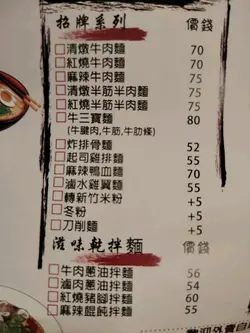 招牌系列 價錢
□清燉牛肉麵 70
□紅燒牛肉麵 70
□麻辣牛肉麵 75
□清燉半筋半肉麵 75
□紅燒半筋半肉麵 75
□牛三寶麵 80
(牛腱肉,牛筋,牛肋條)
□炸排骨麵 52
□起司雞排麵 55
□麻辣鴨血麵 70
□滷水雞翼麵 55
□轉新竹米粉 +5
□冬粉 +5
□刀削麵 +5
滋味乾拌麵 價錢
□牛肉蔥油拌麵 56
□滷肉蔥油拌麵 54
□紅燒豬腳拌麵 60
□麻辣餛飩拌麵 55